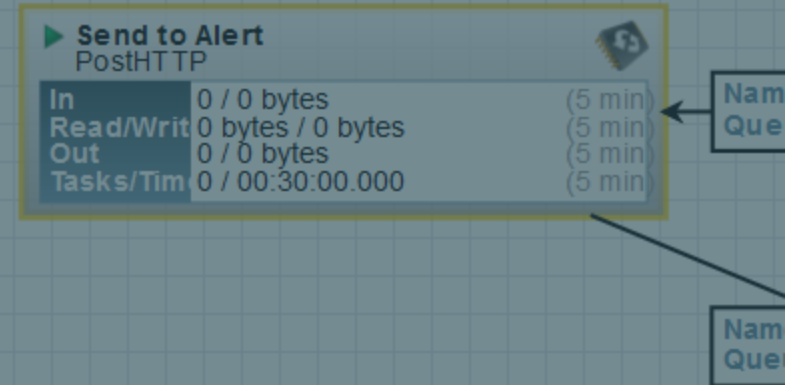 Send to Alert
PostHTTP
In 0 / 0 bytes (5 min)
Read/Writ 0 bytes / 0 bytes (5 min)
Out 0 / 0 bytes (5 min)
Tasks/Tim 0 / 00:30:00.000 (5 min)
Nam
Que
Nam
Queu